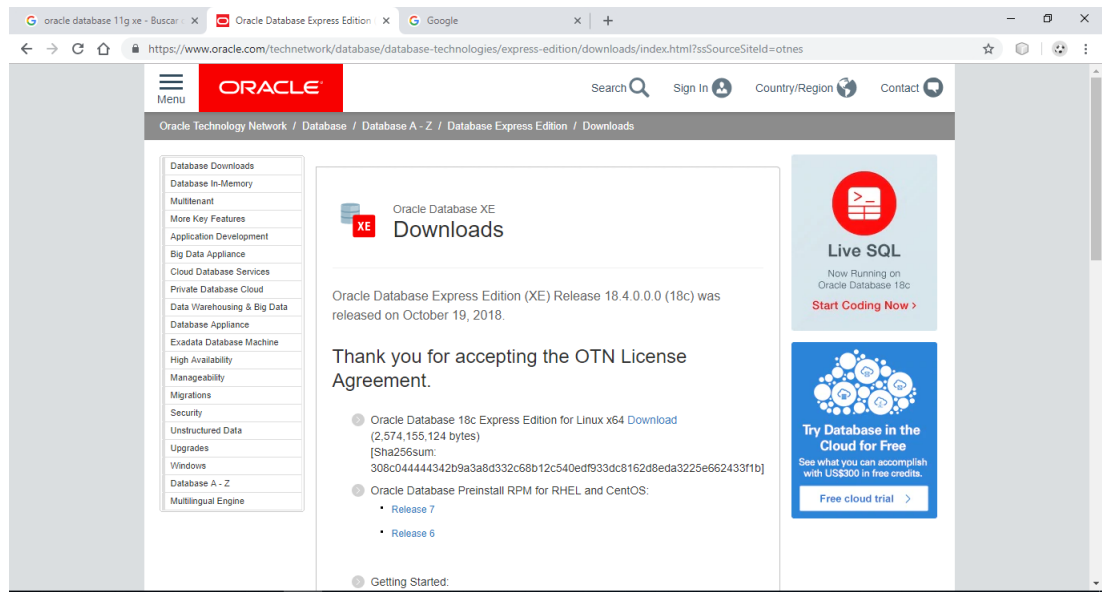 oracle database 11g xe - Buscar c
Oracle Database Express Edition
Google
https://www.oracle.com/technetwork/database/database-technologies/express-edition/downloads/index.html?ssSourceSiteId=otnes
Menu
ORACLE
Search
Sign In
Country/Region
Contact
Oracle Technology Network / Database / Database A - Z / Database Express Edition / Downloads
Database Downloads
Database In-Memory
Multitenant
More Key Features
Application Development
Big Data Appliance
Cloud Database Services
Private Database Cloud
Data Warehousing & Big Data
Database Appliance
Exadata Database Machine
High Availability
Manageability
Migrations
Security
Unstructured Data
Upgrades
Windows
Database A - Z
Multilingual Engine
XE
Oracle Database XE
Downloads
Oracle Database Express Edition (XE) Release 18.4.0.0.0 (18c) was
released on October 19, 2018.
Thank you for accepting the OTN License
Agreement.
Oracle Database 18c Express Edition for Linux x64 Download
(2,574,155,124 bytes)
[Sha256sum:
308c044444342b9a3a8d332c68b12c540edf933dc8162d8eda3225e662433f1b]
Oracle Database Preinstall RPM for RHEL and CentOS:
Release 7
Release 6
Getting Started:
Live SQL
Now Running on
Oracle Database 18c
Start Coding Now >
Try Database in the
Cloud for Free
See what you can accomplish
with US$300 in free credits.
Free cloud trial >